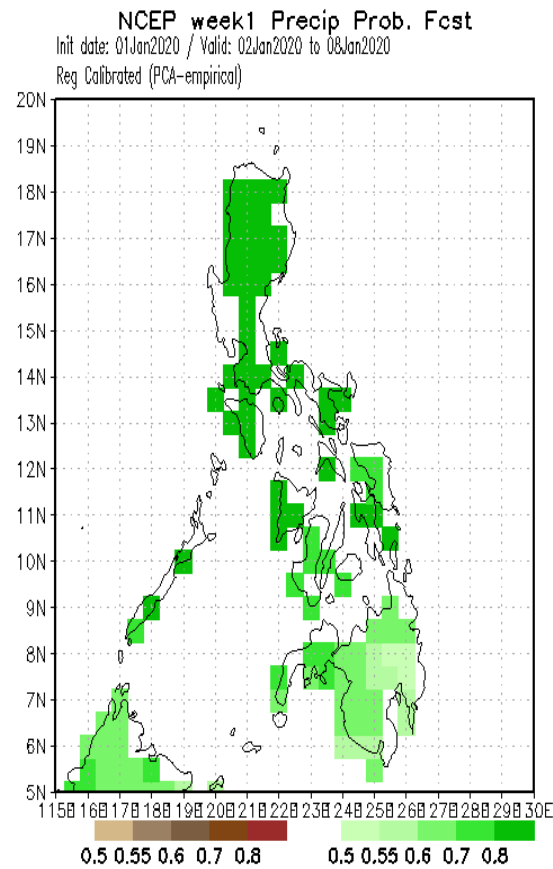 NCEP week1 Precip Prob. Fcst
Init date: 01Jan2020 / Valid: 02Jan2020 to 08Jan2020
Reg Calibrated (PCA-empirical)
20N
19N
18N
17N
16N
15N
14N
13N
12N
11N
10N
9N
8N
7N
6N
5N
115E 116E 117E 118E 119E 120E 121E 122E 123E 124E 125E 126E 127E 128E 129E 130E
0.5 0.55 0.6 0.7 0.8 0.5 0.55 0.6 0.7 0.8